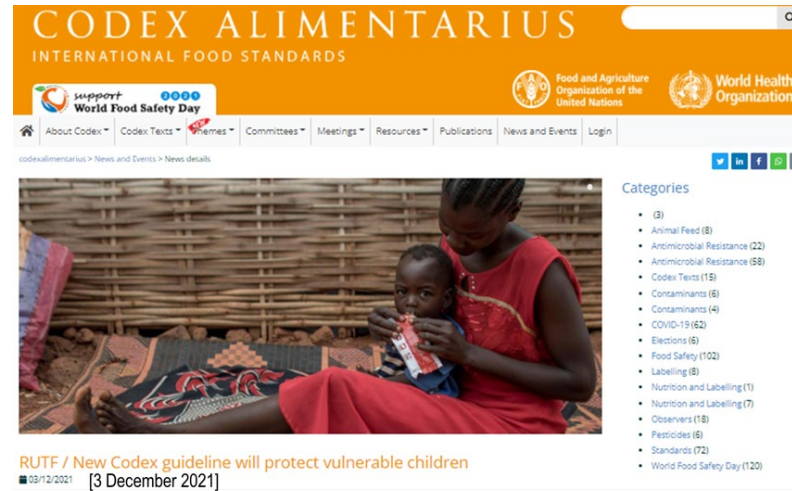 CODEX ALIMENTARIUS
INTERNATIONAL FOOD STANDARDS
support 2021
World Food Safety Day
Food and Agriculture
Organization of the
United Nations
World Health
Organization
About Codex
Codex Texts
NEW
Themes
Committees
Meetings
Resources
Publications
News and Events
Login
codexalimentarius > News and Events > News details
Categories
(3)
Animal Feed (8)
Antimicrobial Resistance (22)
Antimicrobial Resistance (58)
Codex Texts (15)
Contaminants (6)
Contaminants (4)
COVID-19 (62)
Elections (6)
Food Safety (102)
Labelling (8)
Nutrition and Labelling (1)
Nutrition and Labelling (7)
Observers (18)
Pesticides (6)
Standards (72)
World Food Safety Day (120)
RUTF / New Codex guideline will protect vulnerable children
03/12/2021 [3 December 2021]